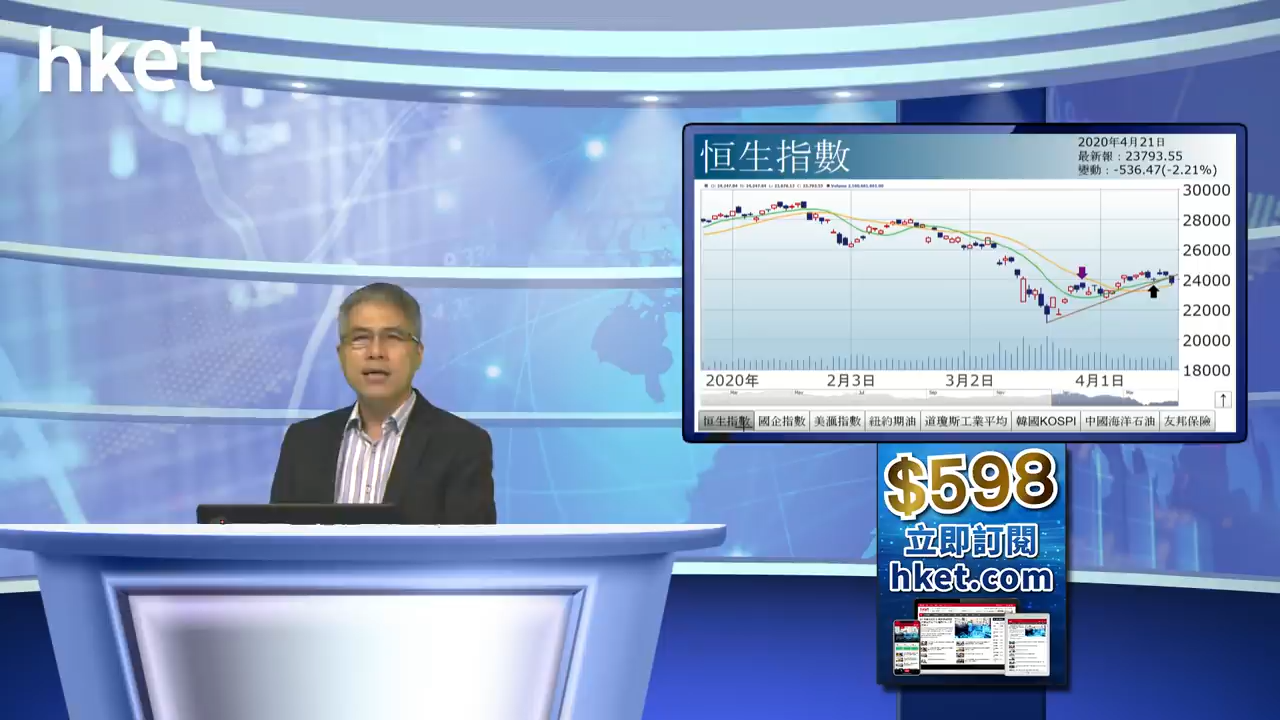 hket
恒生指數
2020年4月21日
最新報：23793.55
變動：-536.47(-2.21%)
30000
28000
26000
24000
22000
20000
18000
2020年 2月3日 3月2日 4月1日
恒生指數 國企指數 美滙指數 紐約期油 道瓊斯工業平均 韓國KOSPI 中國海洋石油 友邦保險
$598
立即訂閱
hket.com